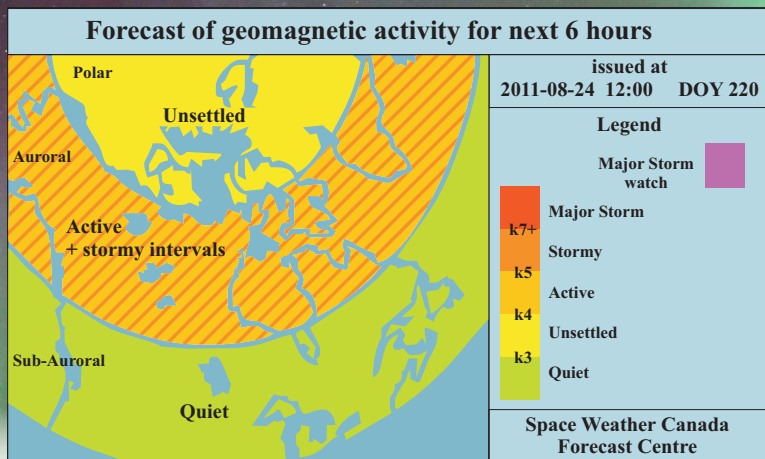 Forecast of geomagnetic activity for next 6 hours
Polar
Unsettled
Auroral
Active
+ stormy intervals
Sub-Auroral
Quiet
issued at
2011-08-24 12:00 DOY 220
Legend
Major Storm
watch
Major Storm
k7+
Stormy
k5
Active
k4
Unsettled
k3
Quiet
Space Weather Canada
Forecast Centre